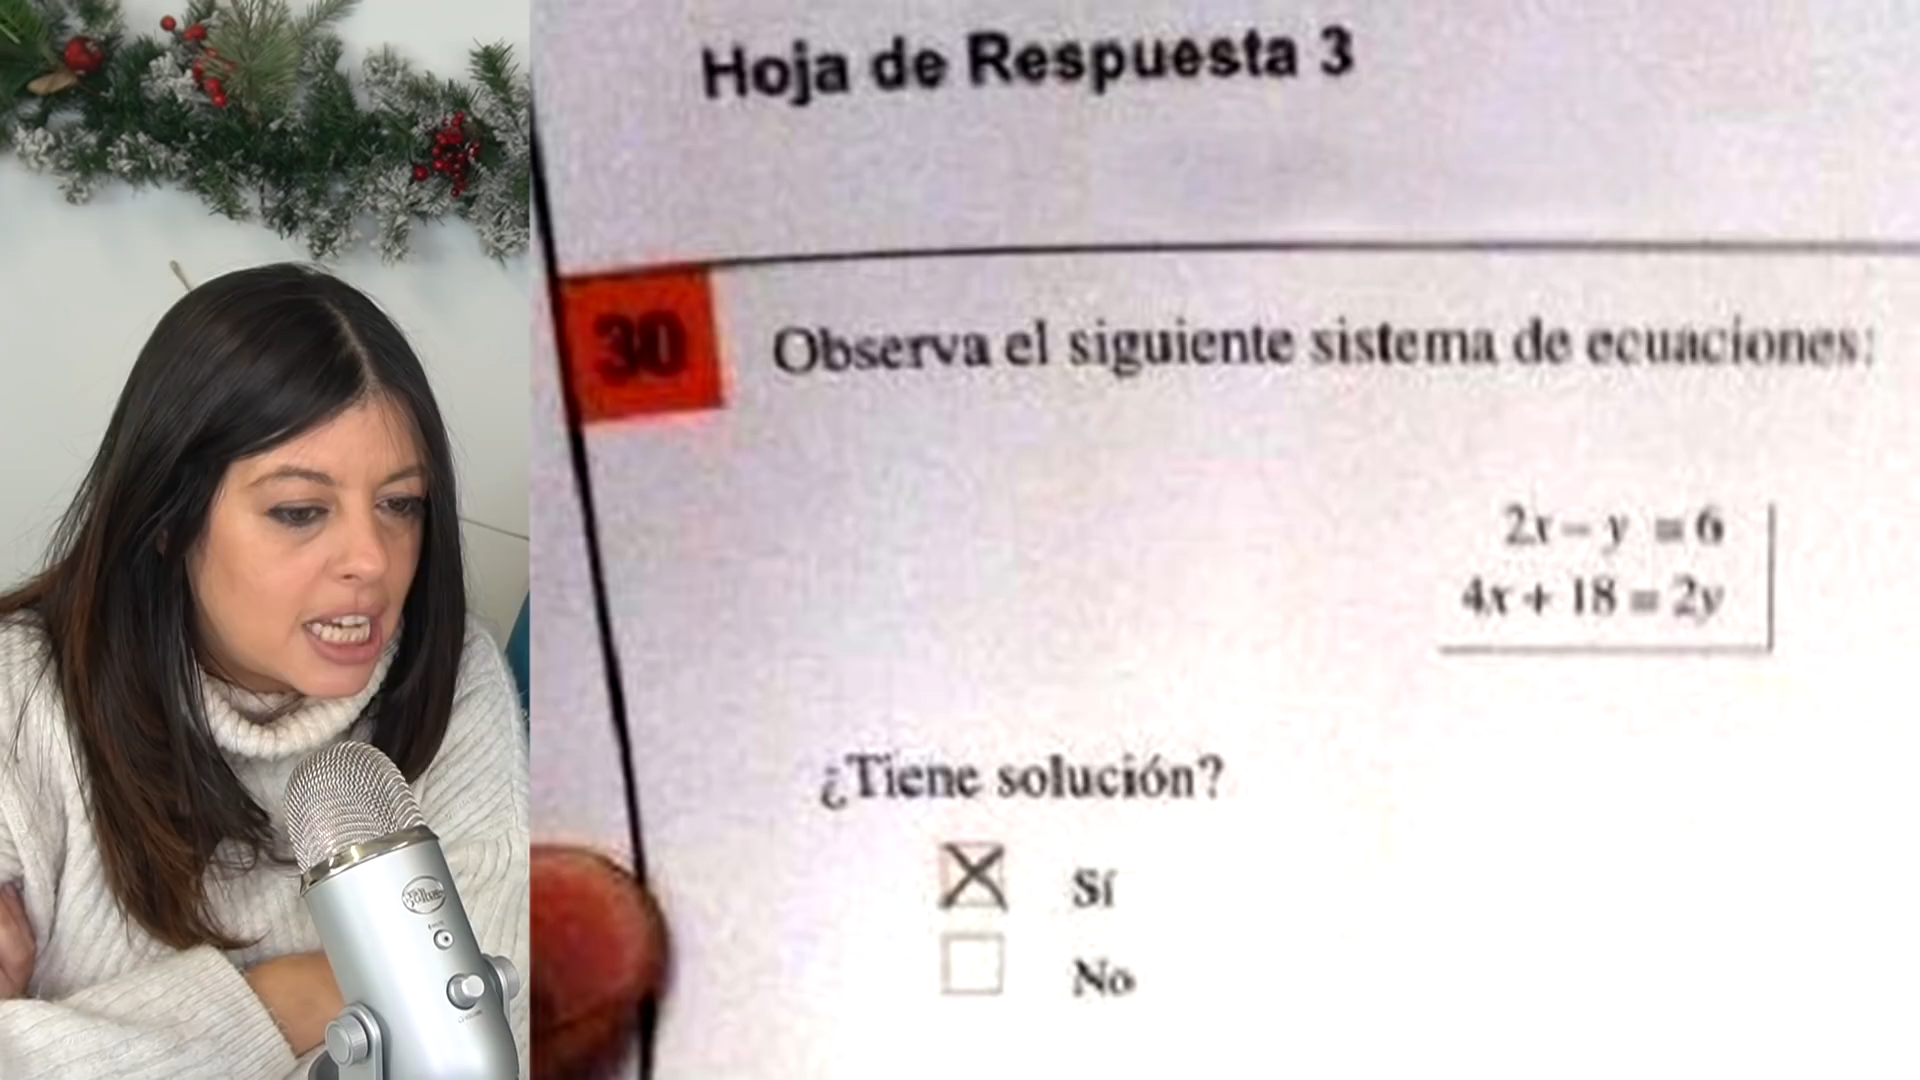 Hoja de Respuesta 3
30
Observa el siguiente sistema de ecuaciones:
2x - y = 6
4x + 18 = 2y
¿Tiene solución?
Sí
No